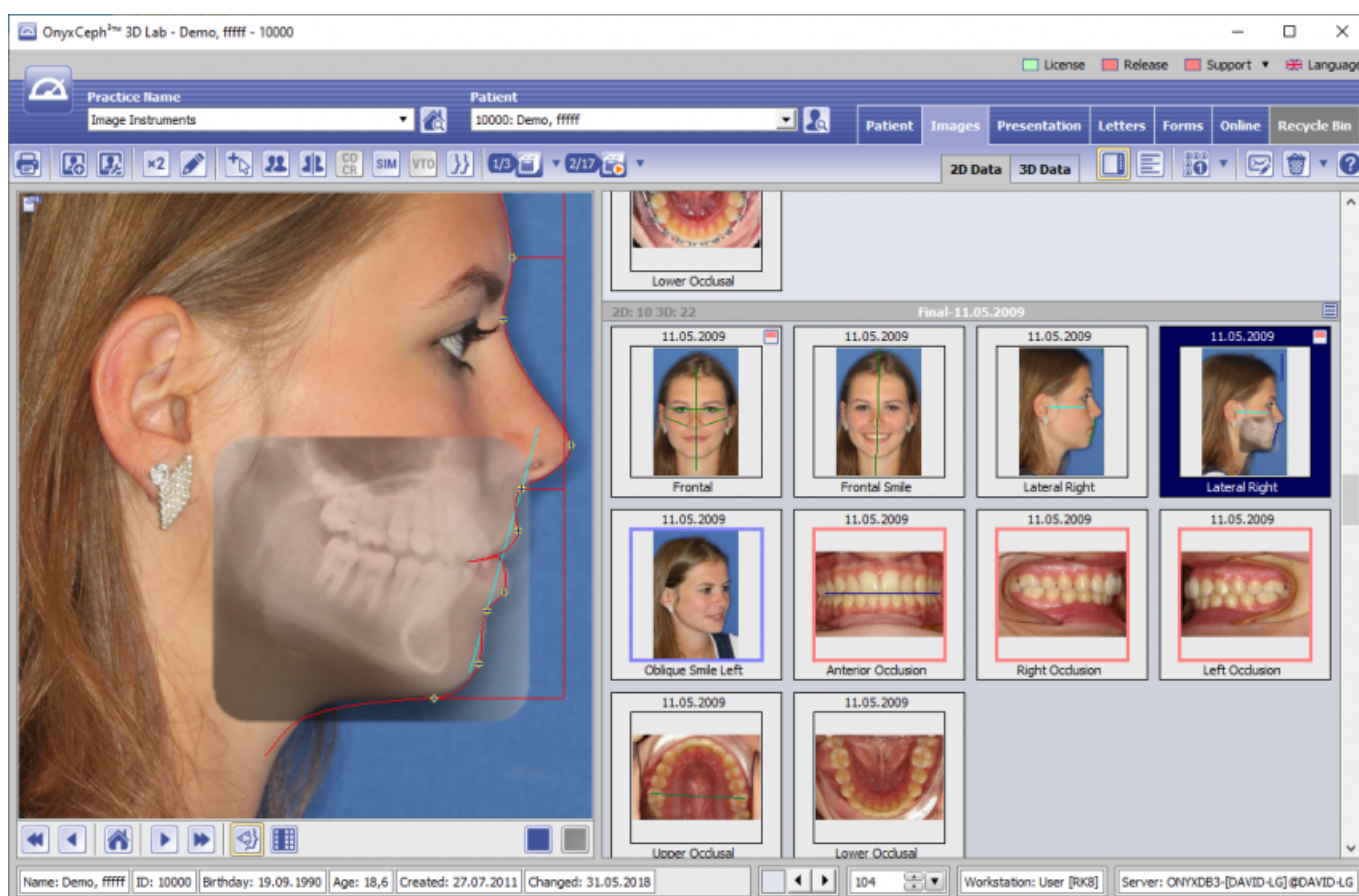 OnyxCeph³™ 3D Lab - Demo, fffff - 10000
License Release Support Language
Practice Name Patient
Image Instruments 10000: Demo, fffff
Patient Images Presentation Letters Forms Online Recycle Bin
×2 CO CR SIM VTO 1/3 2/17 2D Data 3D Data
Lower Occlusal
2D: 10 3D: 22 Final-11.05.2009
11.05.2009 11.05.2009 11.05.2009 11.05.2009
Frontal Frontal Smile Lateral Right Lateral Right
11.05.2009 11.05.2009 11.05.2009 11.05.2009
Oblique Smile Left Anterior Occlusion Right Occlusion Left Occlusion
11.05.2009 11.05.2009
Upper Occlusal Lower Occlusal
Name: Demo, fffff ID: 10000 Birthday: 19.09.1990 Age: 18,6 Created: 27.07.2011 Changed: 31.05.2018 104 Workstation: User [RK8] Server: ONYXDB3-[DAVID-LG]@DAVID-LG